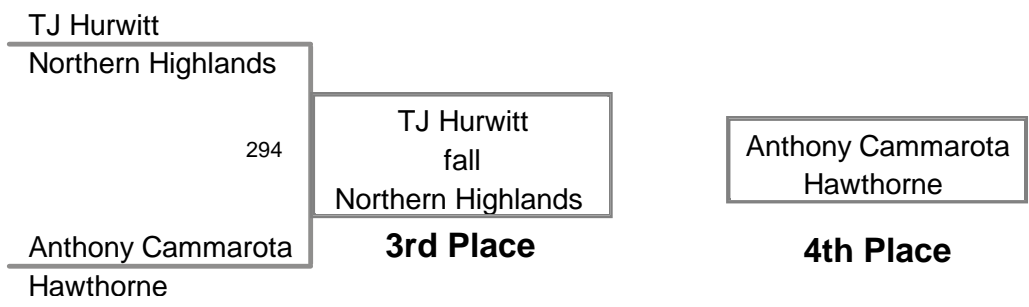 TJ Hurwitt
Northern Highlands
294
TJ Hurwitt
fall
Northern Highlands
3rd Place
Anthony Cammarota
Hawthorne
Anthony Cammarota
Hawthorne
4th Place